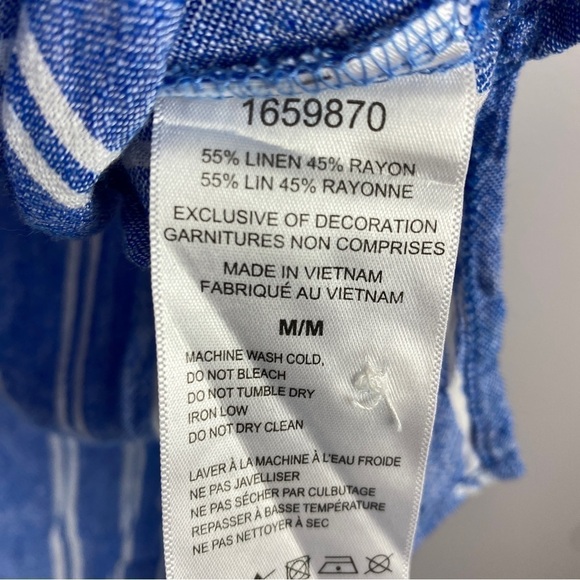 1659870
55% LINEN 45% RAYON
55% LIN 45% RAYONNE
EXCLUSIVE OF DECORATION
GARNITURES NON COMPRISES
MADE IN VIETNAM
FABRIQUÉ AU VIETNAM
M/M
MACHINE WASH COLD,
DO NOT BLEACH
DO NOT TUMBLE DRY
IRON LOW
DO NOT DRY CLEAN
LAVER À LA MACHINE À L'EAU FROIDE
NE PAS JAVELLISER
NE PAS SÉCHER PAR CULBUTAGE
REPASSER À BASSE TEMPÉRATURE
NE PAS NETTOYER À SEC